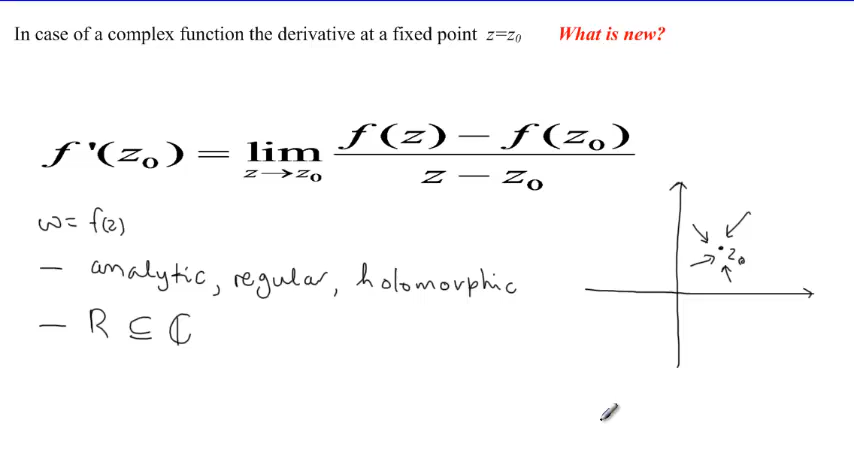 In case of a complex function the derivative at a fixed point z=z₀ What is new?
f '(z₀) = lim z→z₀ f(z) − f(z₀) / z − z₀
w = f(z)
— analytic, regular, holomorphic
— R ⊆ ℂ
z₀